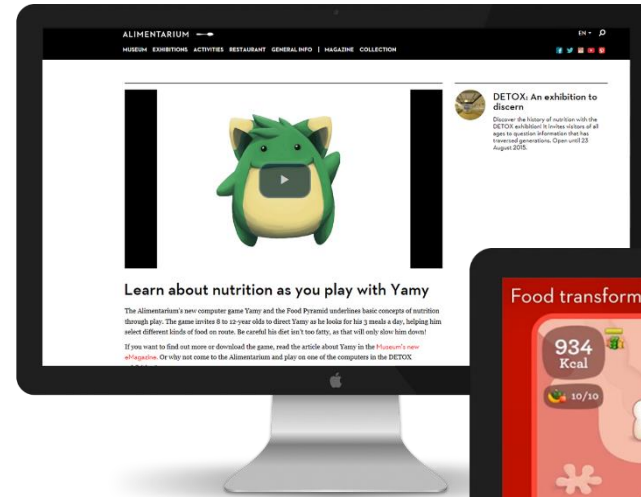 ALIMENTARIUM
EN
MUSEUM EXHIBITIONS ACTIVITIES RESTAURANT GENERAL INFO | MAGAZINE COLLECTION
DETOX: An exhibition to
discern
Discover the history of nutrition with the
DETOX exhibition! It invites visitors of all
ages to question information that has
traversed generations. Open until 23
August 2015.
Learn about nutrition as you play with Yamy
The Alimentarium's new computer game Yamy and the Food Pyramid underlines basic concepts of nutrition
through play. The game invites 8 to 12-year olds to direct Yamy as he looks for his 3 meals a day, helping him
select different kinds of food en route. Be careful his diet isn't too fatty, as that will only slow him down!
If you want to find out more or download the game, read the article about Yamy in the Museum's new
eMagazine. Or why not come to the Alimentarium and play on one of the computers in the DETOX
Food transform
934
Kcal
10/10